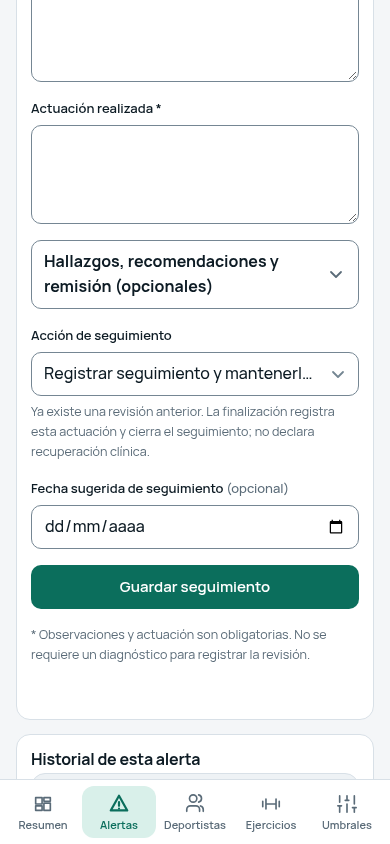 Actuación realizada *
Hallazgos, recomendaciones y
remisión (opcionales)
Acción de seguimiento
Registrar seguimiento y mantenerl...
Ya existe una revisión anterior. La finalización registra
esta actuación y cierra el seguimiento; no declara
recuperación clínica.
Fecha sugerida de seguimiento (opcional)
dd/mm/aaaa
Guardar seguimiento
* Observaciones y actuación son obligatorias. No se
requiere un diagnóstico para registrar la revisión.
Historial de esta alerta
Resumen Alertas Deportistas Ejercicios Umbrales